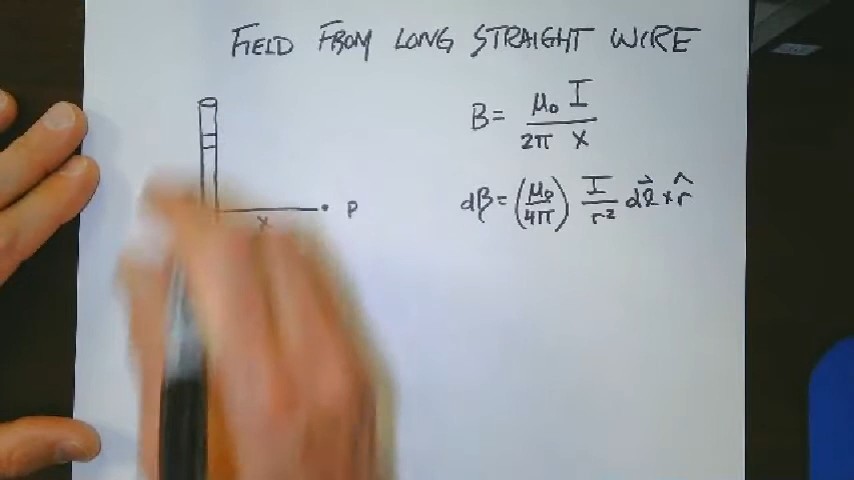 FIELD FROM LONG STRAIGHT WIRE
B = μ₀ I / 2π x
dB = (μ₀/4π) I/r² dl⃗ × r̂
x
P